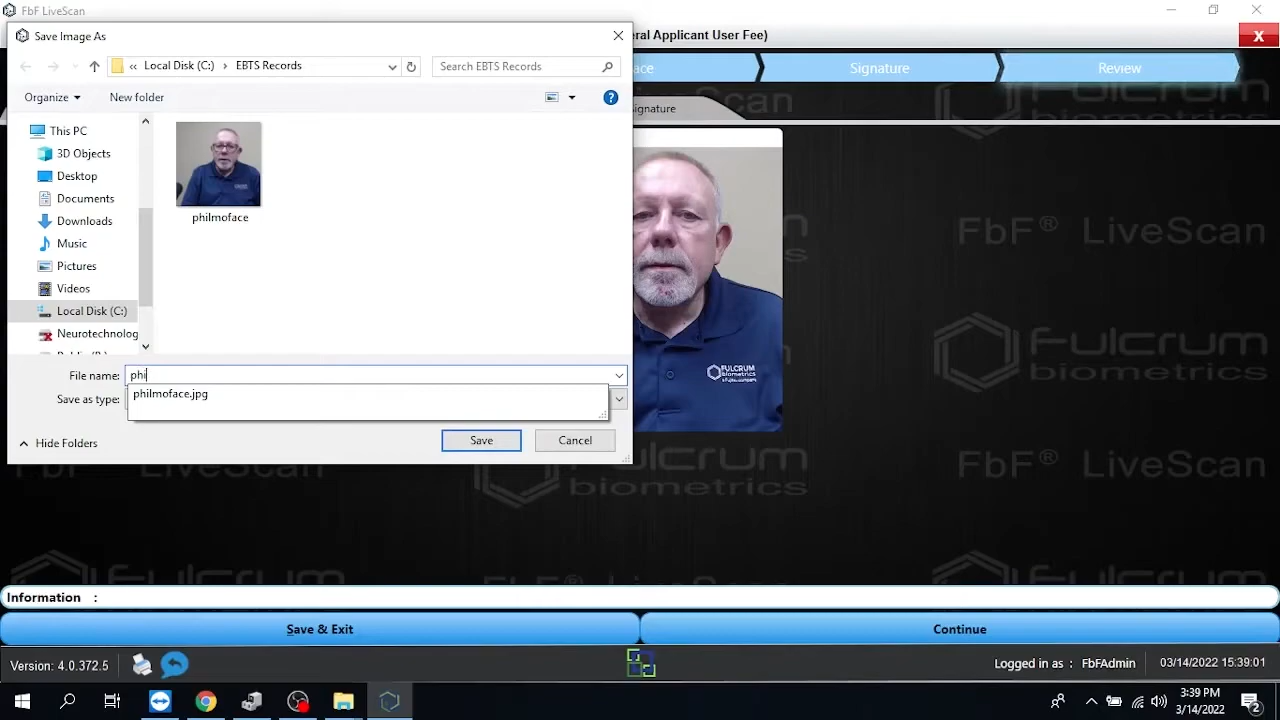 FbF LiveScan
Save Image As
eral Applicant User Fee)
X
« Local Disk (C:) › EBTS Records
Search EBTS Records
ace
Signature
Review
Organize
New folder
ignature
This PC
3D Objects
Desktop
Documents
Downloads
Music
Pictures
Videos
Local Disk (C:)
Neurotechnolog
philmoface
FULCRUM
biometrics
File name: phi
philmoface.jpg
Save as type:
Hide Folders
Save
Cancel
FbF® LiveScan
Fulcrum
biometrics
FbF® LiveScan
Fulcrum
biometrics
Information :
Save & Exit
Continue
Version: 4.0.372.5
Logged in as : FbFAdmin
03/14/2022 15:39:01
3:39 PM
3/14/2022
2